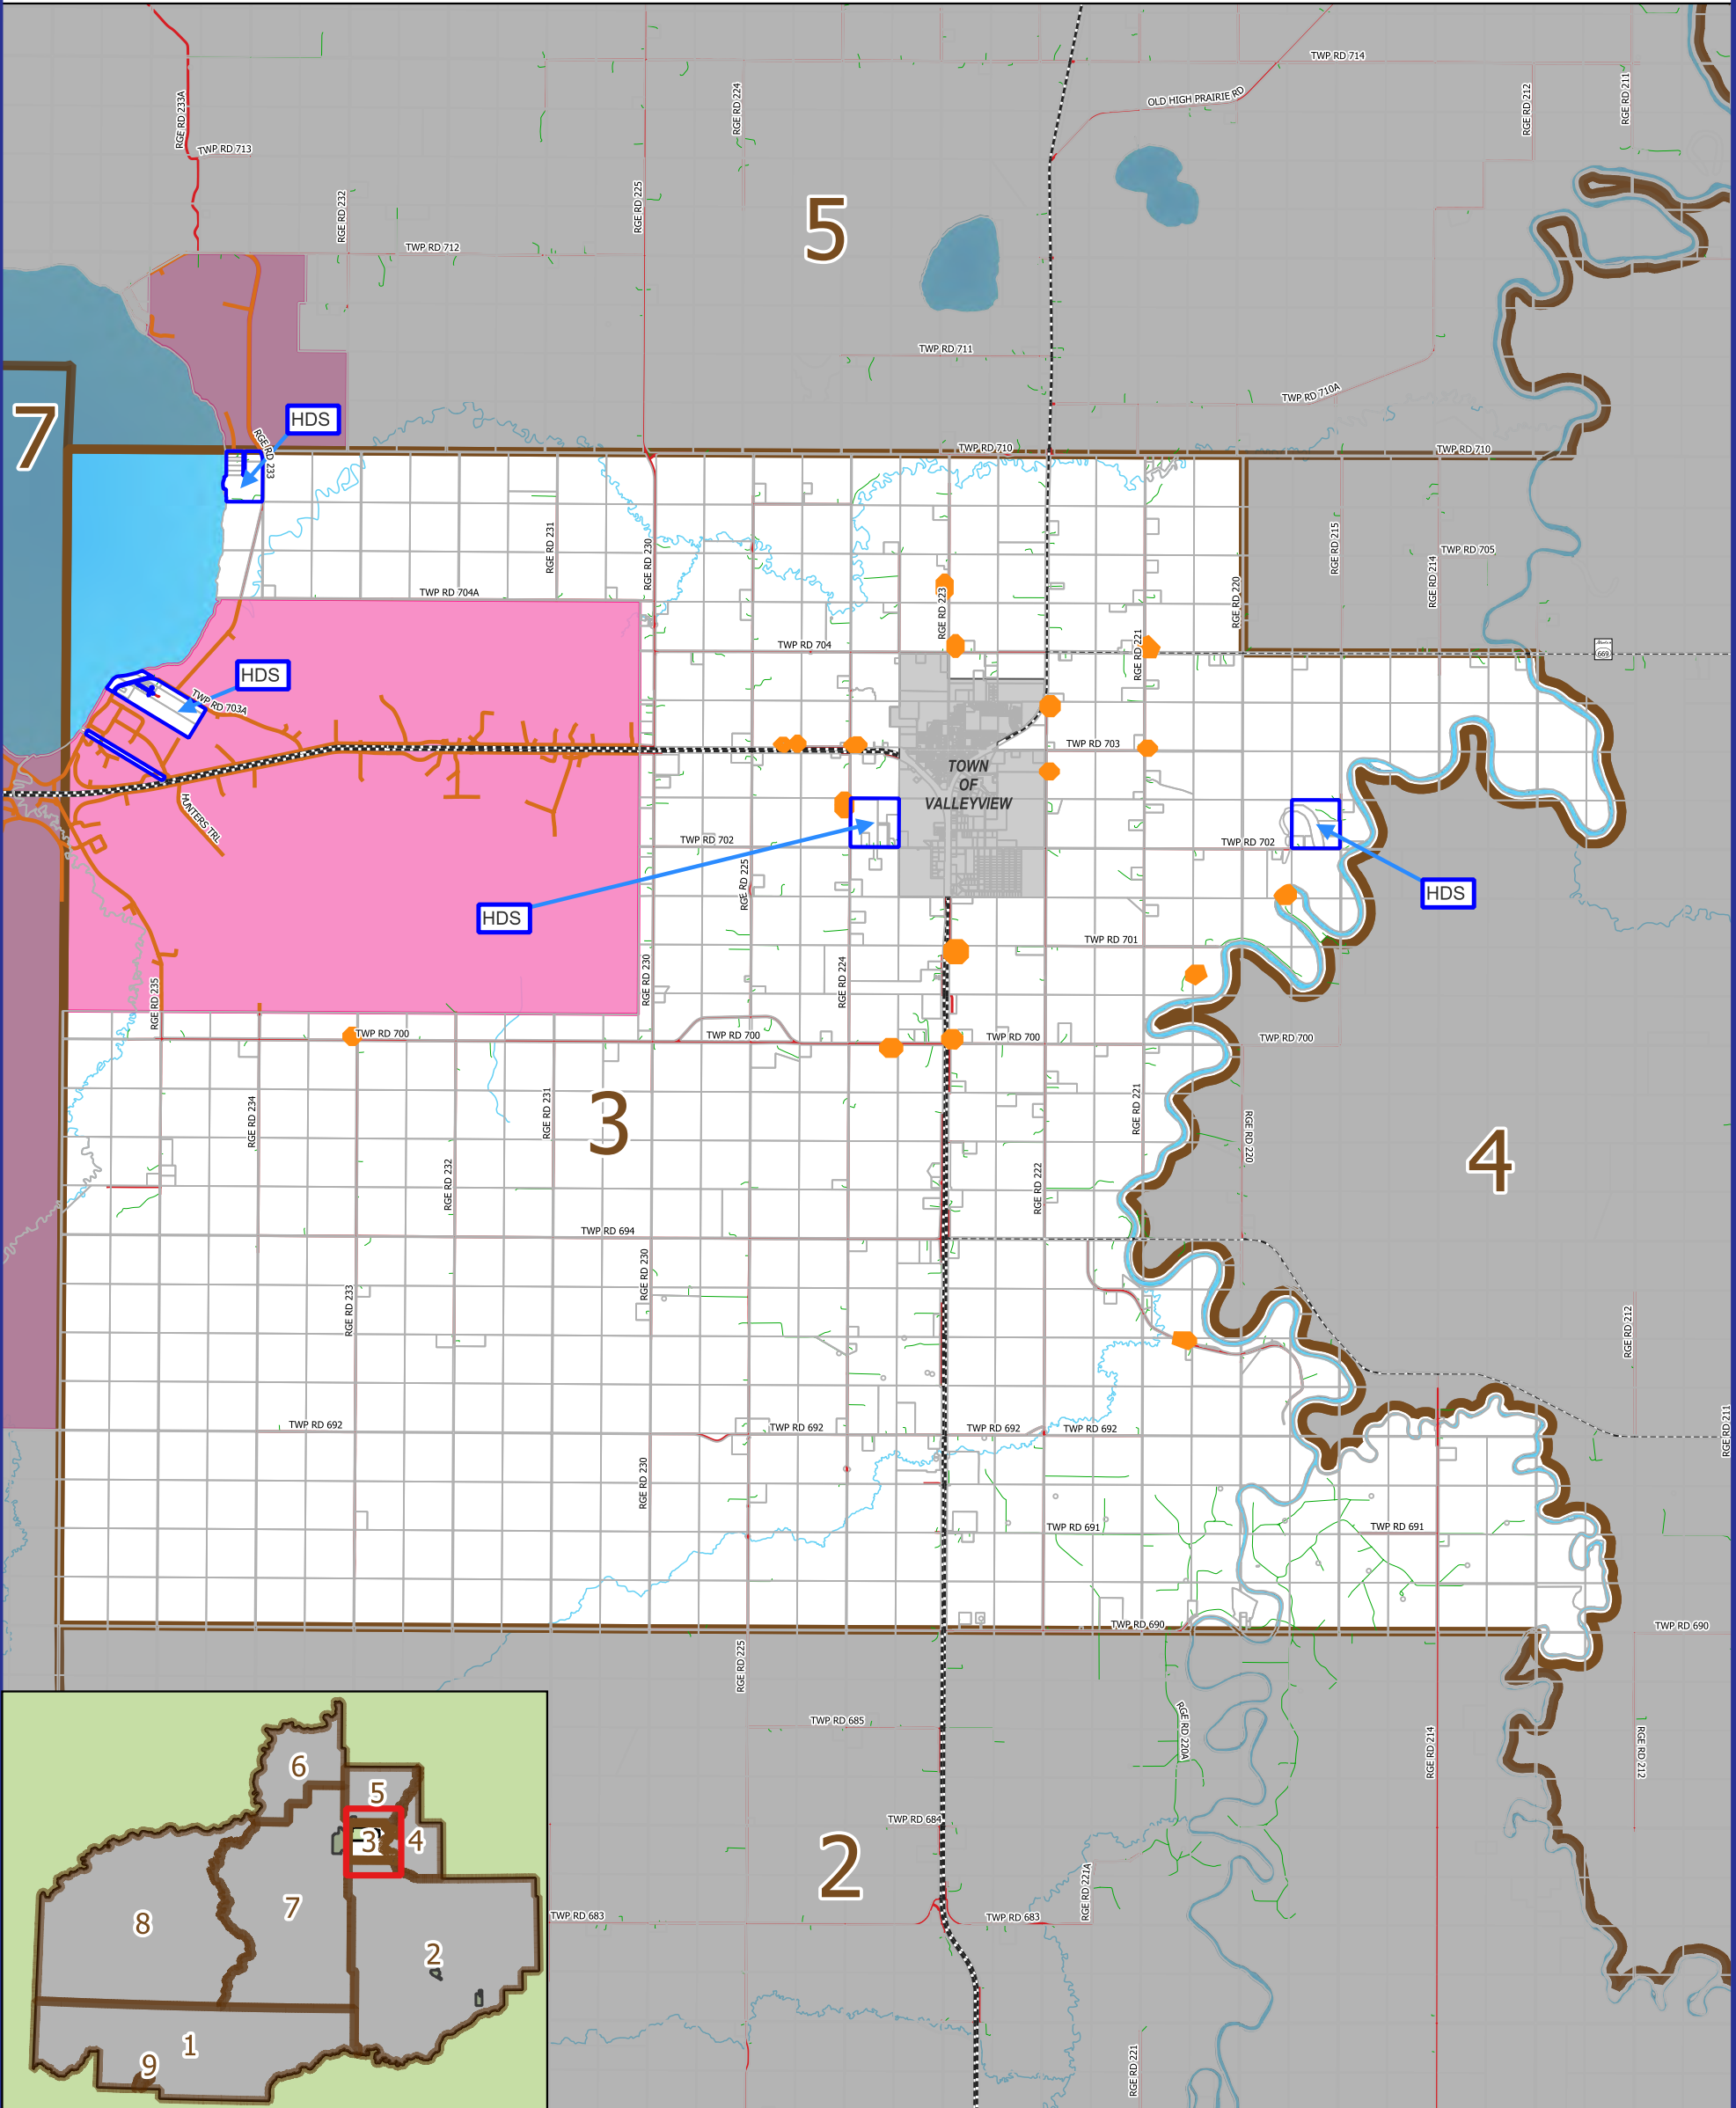 TWP RD 714
RGE RD 211
RGE RD 212
RGE RD 224
OLD HIGH PRAIRIE RD
RGE RD 233A
TWP RD 713
RGE RD 232
RGE RD 225
5
TWP RD 712
TWP RD 711
TWP RD 710A
7
HDS
RGE RD 233
TWP RD 710
TWP RD 710
RGE RD 231
RGE RD 230
RGE RD 215
TWP RD 705
RGE RD 214
TWP RD 704A
RGE RD 223
RGE RD 220
TWP RD 704
RGE RD 221
669
HDS
TWP RD 703A
TWP RD 703
TOWN
OF
VALLEYVIEW
HUNTERS TRL
TWP RD 702
TWP RD 702
RGE RD 225
HDS
HDS
TWP RD 701
RGE RD 235
RGE RD 230
RGE RD 224
TWP RD 700
TWP RD 700
TWP RD 700
TWP RD 700
RGE RD 234
RGE RD 231
3
RGE RD 221
RGE RD 220
4
RGE RD 232
RGE RD 222
TWP RD 694
RGE RD 233
RGE RD 230
RGE RD 212
TWP RD 692
TWP RD 692
TWP RD 692
TWP RD 692
RGE RD 211
RGE RD 230
TWP RD 691
TWP RD 691
TWP RD 690
TWP RD 690
RGE RD 225
TWP RD 685
RGE RD 220A
RGE RD 214
RGE RD 212
TWP RD 684
2
RGE RD 221A
TWP RD 683
TWP RD 683
RGE RD 221
6
5
3
4
7
8
2
1
9